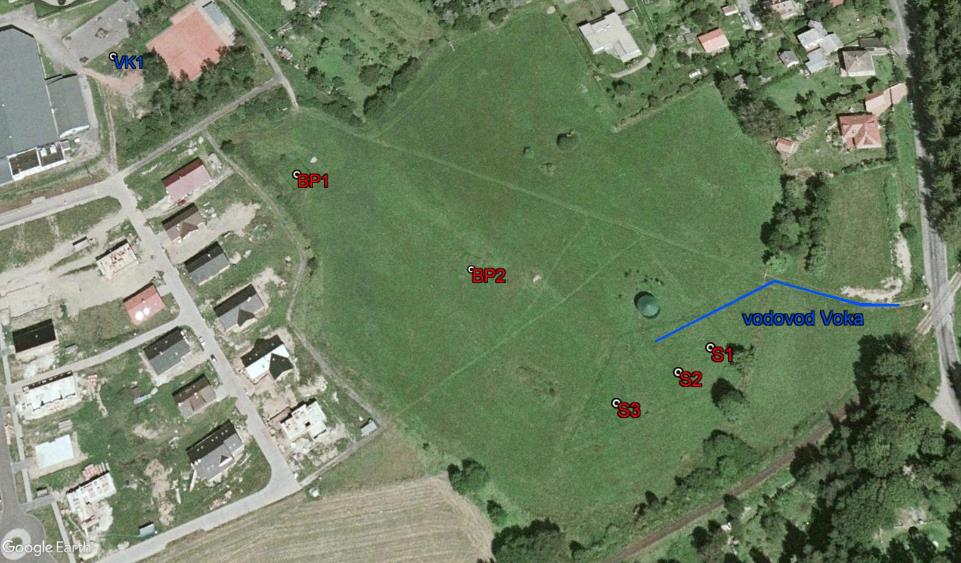 VK1
BP1
BP2
vodovod Voka
S1
S2
S3
Google Earth